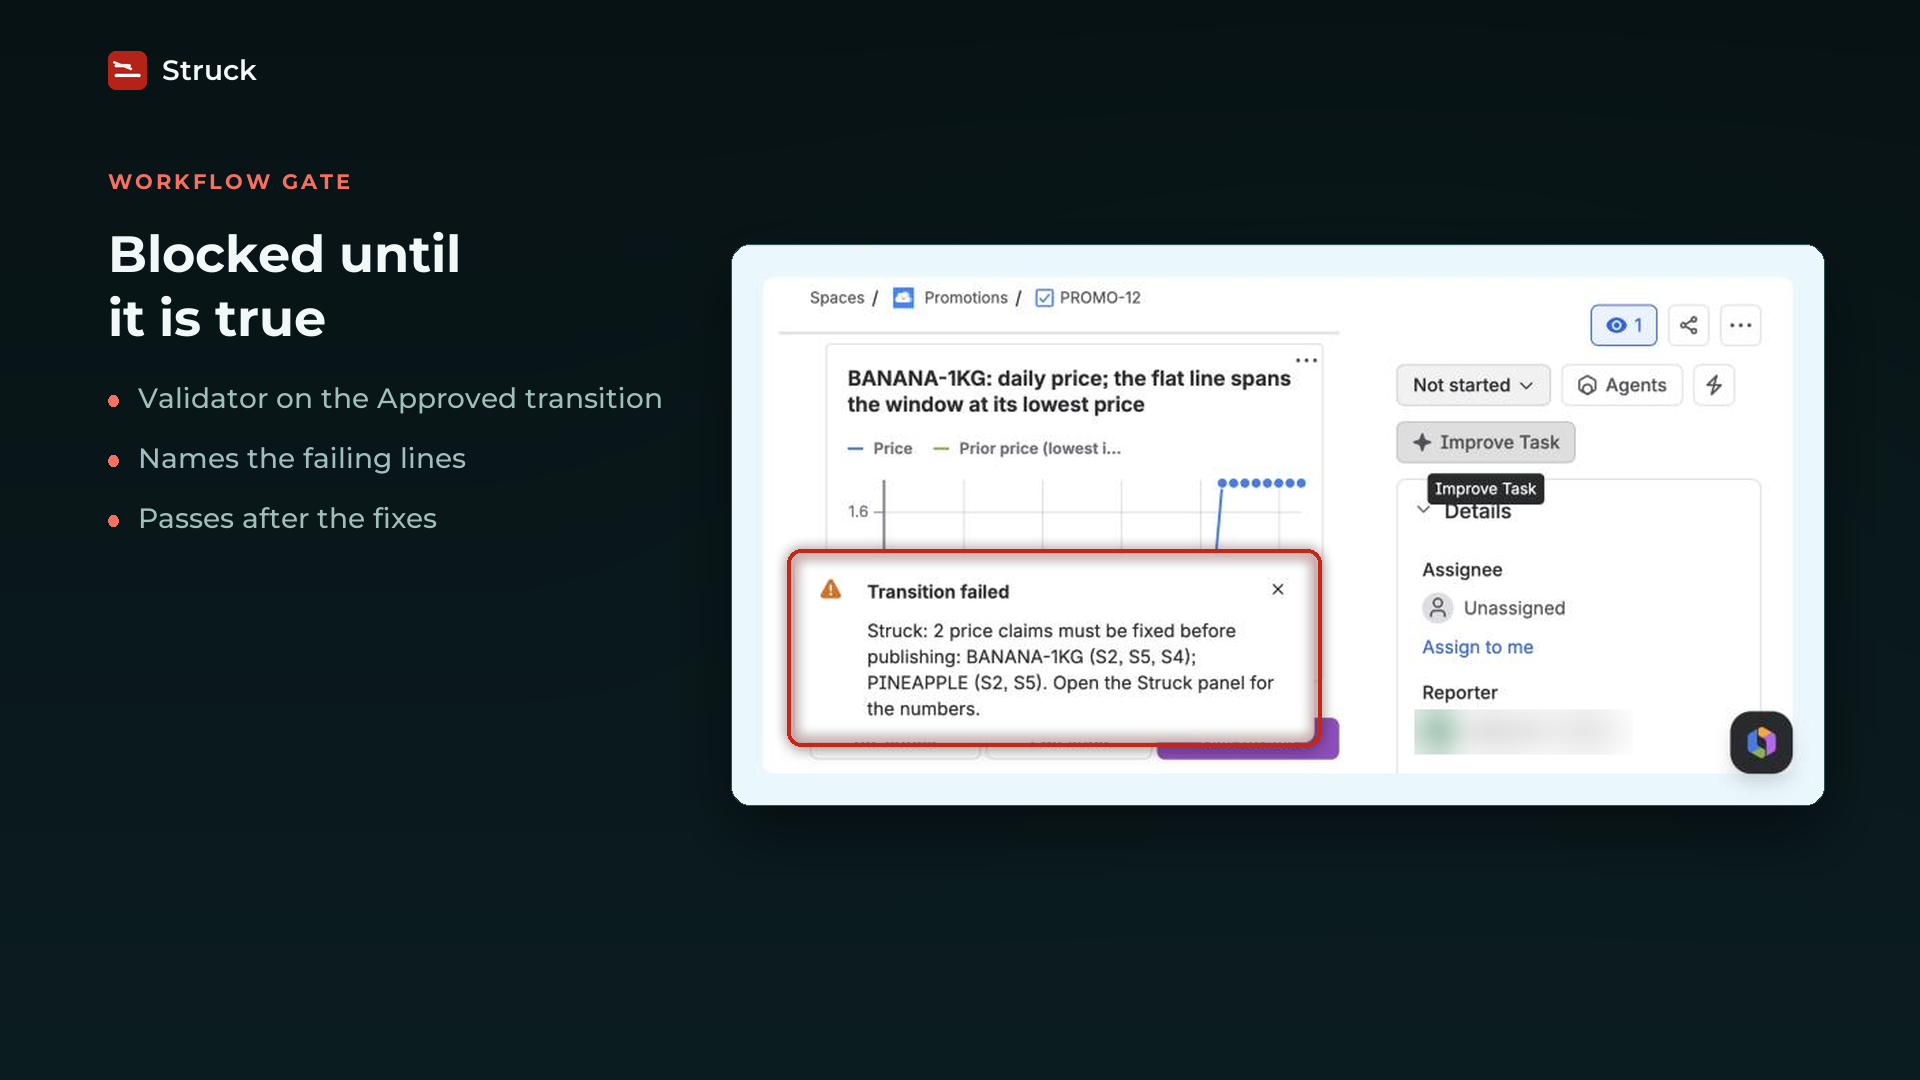 Struck
WORKFLOW GATE
Blocked until
it is true
Validator on the Approved transition
Names the failing lines
Passes after the fixes
Spaces / Promotions / PROMO-12
1
BANANA-1KG: daily price; the flat line spans
the window at its lowest price
Price Prior price (lowest i...
1.6
Transition failed
Struck: 2 price claims must be fixed before
publishing: BANANA-1KG (S2, S5, S4);
PINEAPPLE (S2, S5). Open the Struck panel for
the numbers.
Not started Agents
Improve Task
Improve Task
Details
Assignee
Unassigned
Assign to me
Reporter